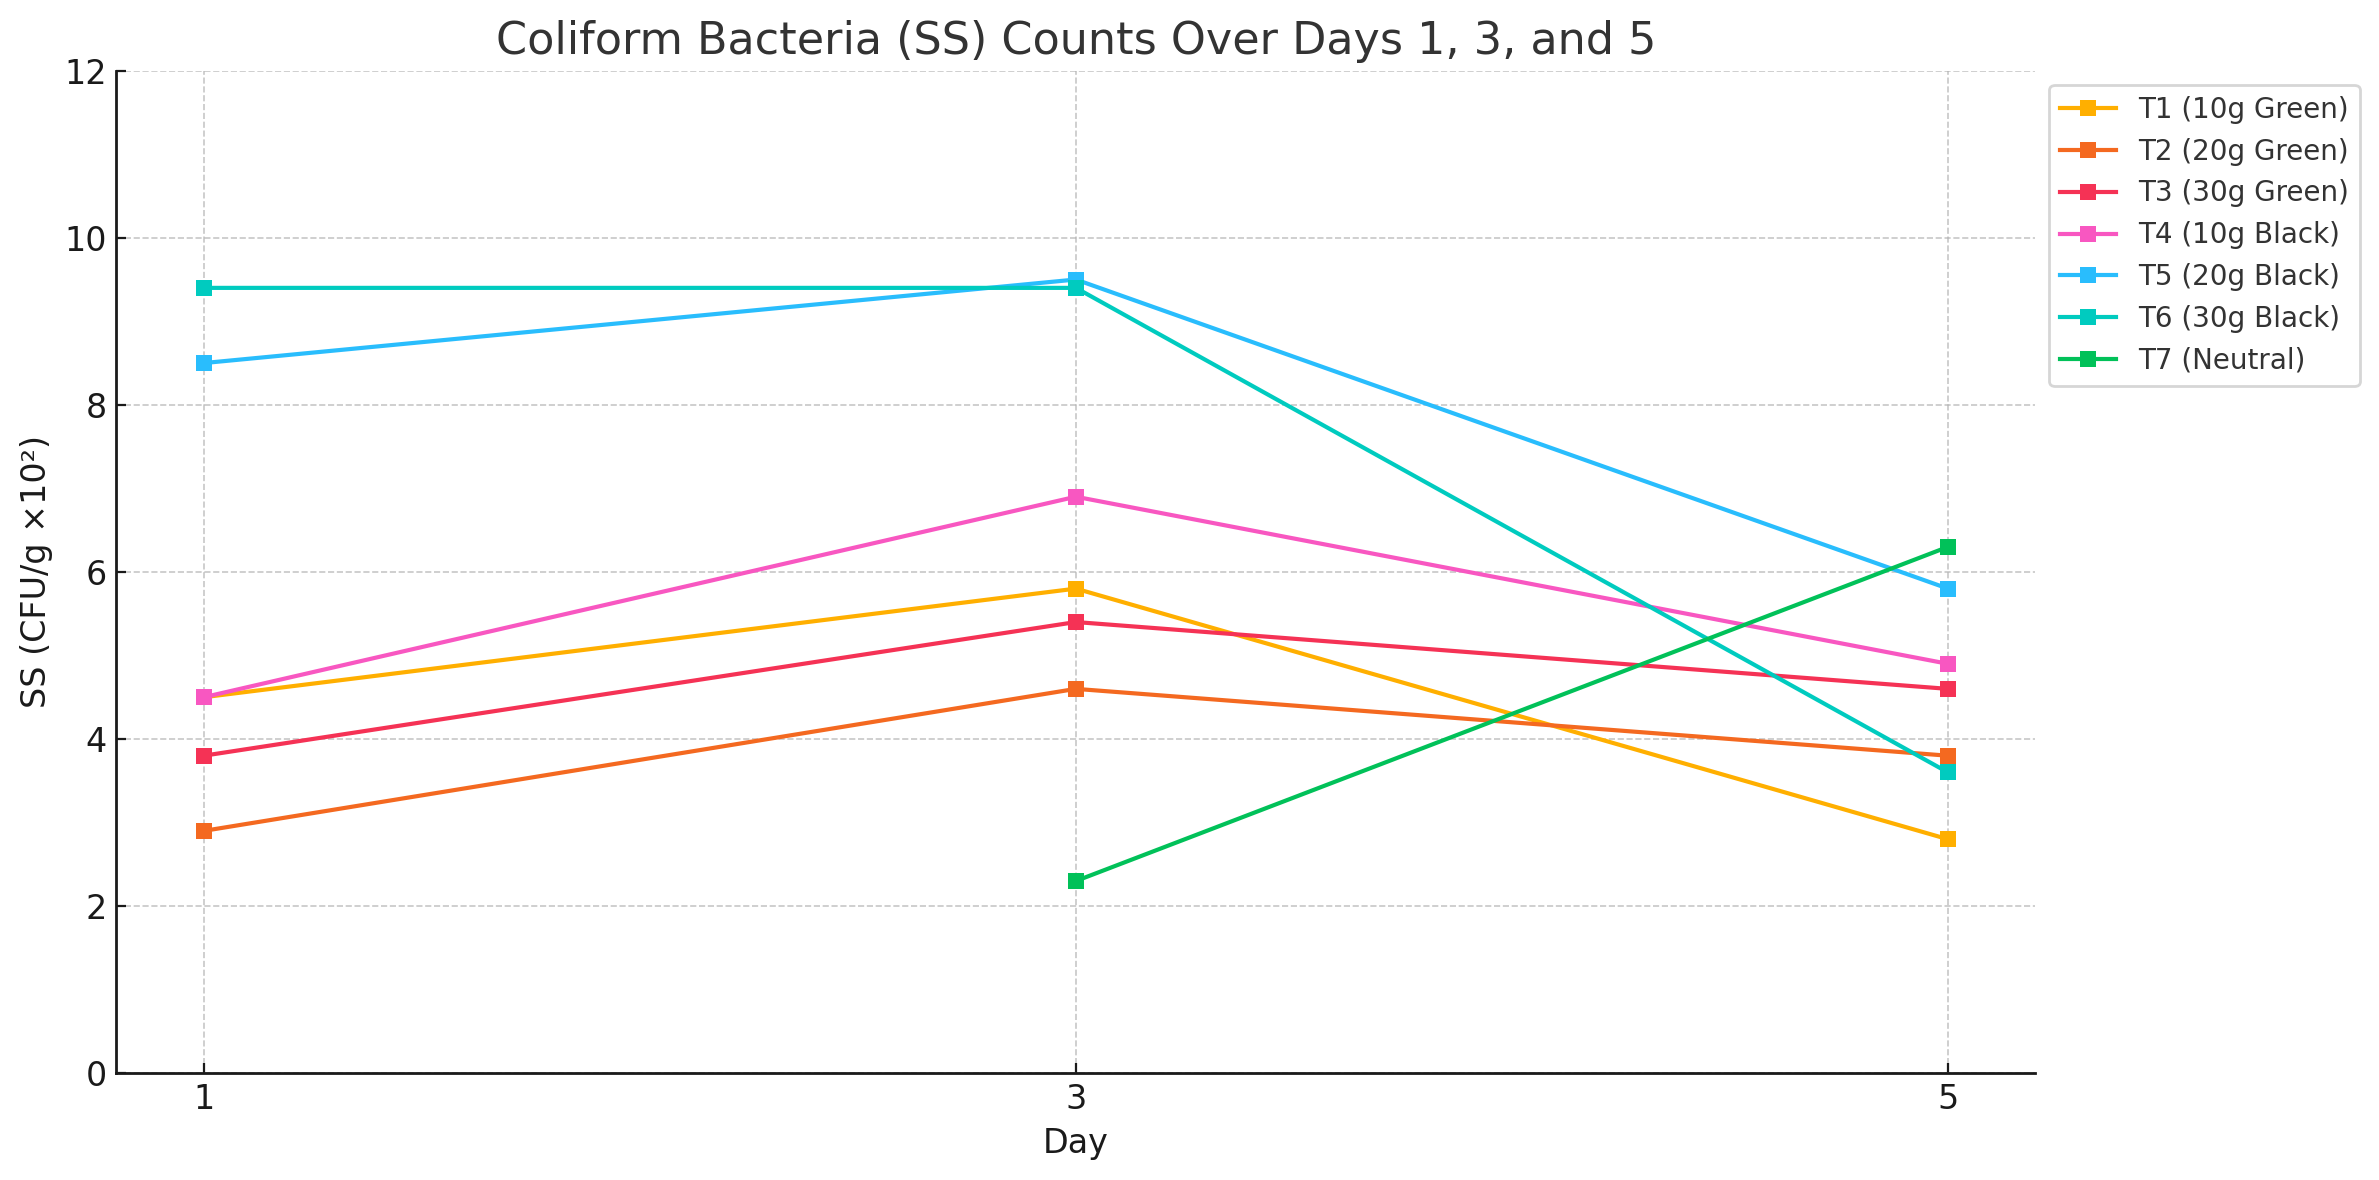 Coliform Bacteria (SS) Counts Over Days 1, 3, and 5
12
10
8
6
4
2
0
SS (CFU/g ×10²)
1 3 5
Day
T1 (10g Green)
T2 (20g Green)
T3 (30g Green)
T4 (10g Black)
T5 (20g Black)
T6 (30g Black)
T7 (Neutral)